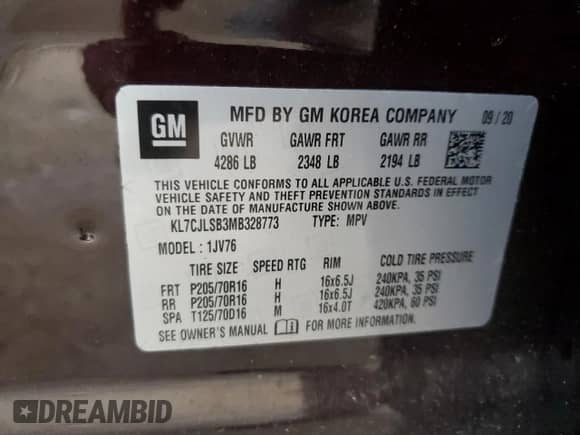 GM
MFD BY GM KOREA COMPANY 09 / 20
GVWR GAWR FRT GAWR RR
4286 LB 2348 LB 2194 LB
THIS VEHICLE CONFORMS TO ALL APPLICABLE U.S. FEDERAL MOTOR
VEHICLE SAFETY AND THEFT PREVENTION STANDARDS IN EFFECT
ON THE DATE OF MANUFACTURE SHOWN ABOVE.
KL7CJLSB3MB328773 TYPE: MPV
MODEL : 1JV76
TIRE SIZE SPEED RTG RIM COLD TIRE PRESSURE
FRT P205/70R16 H 16x6.5J 240KPA, 35 PSI
RR P205/70R16 H 16x6.5J 240KPA, 35 PSI
SPA T125/70D16 M 16x4.0T 420KPA, 60 PSI
SEE OWNER'S MANUAL FOR MORE INFORMATION.
DREAMBID